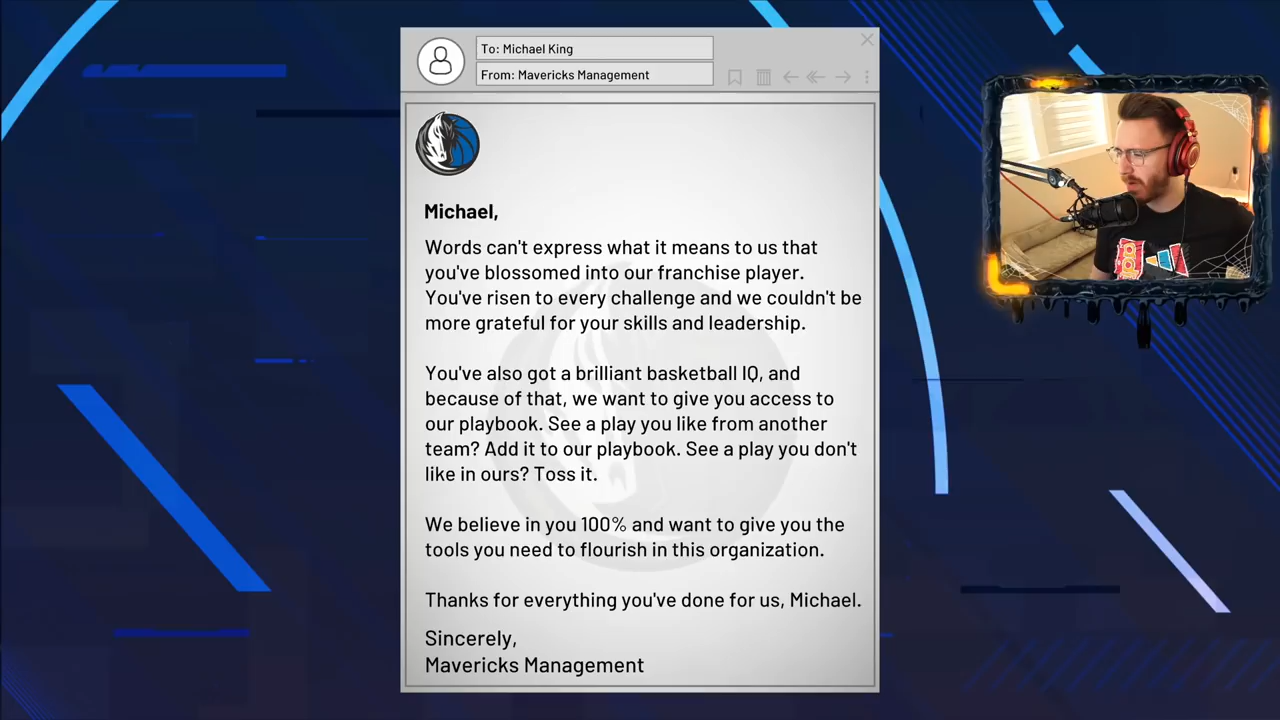 To: Michael King
From: Mavericks Management
Michael,
Words can't express what it means to us that
you've blossomed into our franchise player.
You've risen to every challenge and we couldn't be
more grateful for your skills and leadership.
You've also got a brilliant basketball IQ, and
because of that, we want to give you access to
our playbook. See a play you like from another
team? Add it to our playbook. See a play you don't
like in ours? Toss it.
We believe in you 100% and want to give you the
tools you need to flourish in this organization.
Thanks for everything you've done for us, Michael.
Sincerely,
Mavericks Management